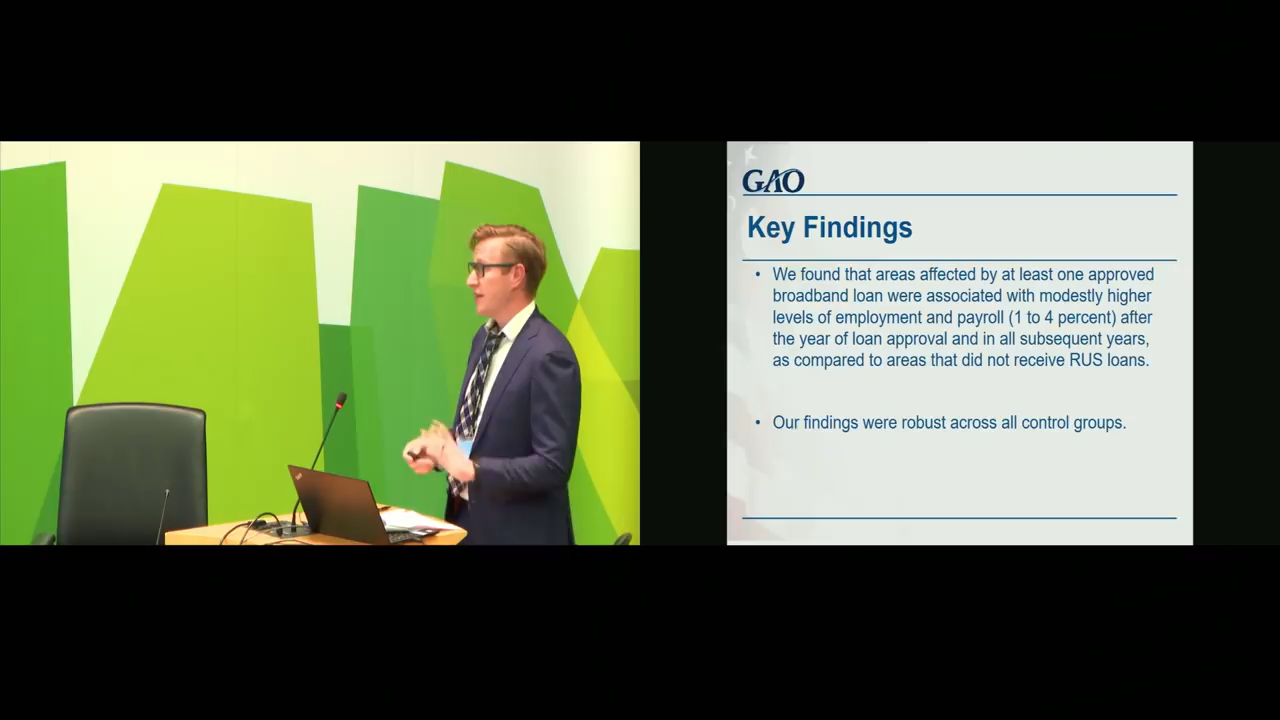 GAO
Key Findings
• We found that areas affected by at least one approved
broadband loan were associated with modestly higher
levels of employment and payroll (1 to 4 percent) after
the year of loan approval and in all subsequent years,
as compared to areas that did not receive RUS loans.
• Our findings were robust across all control groups.